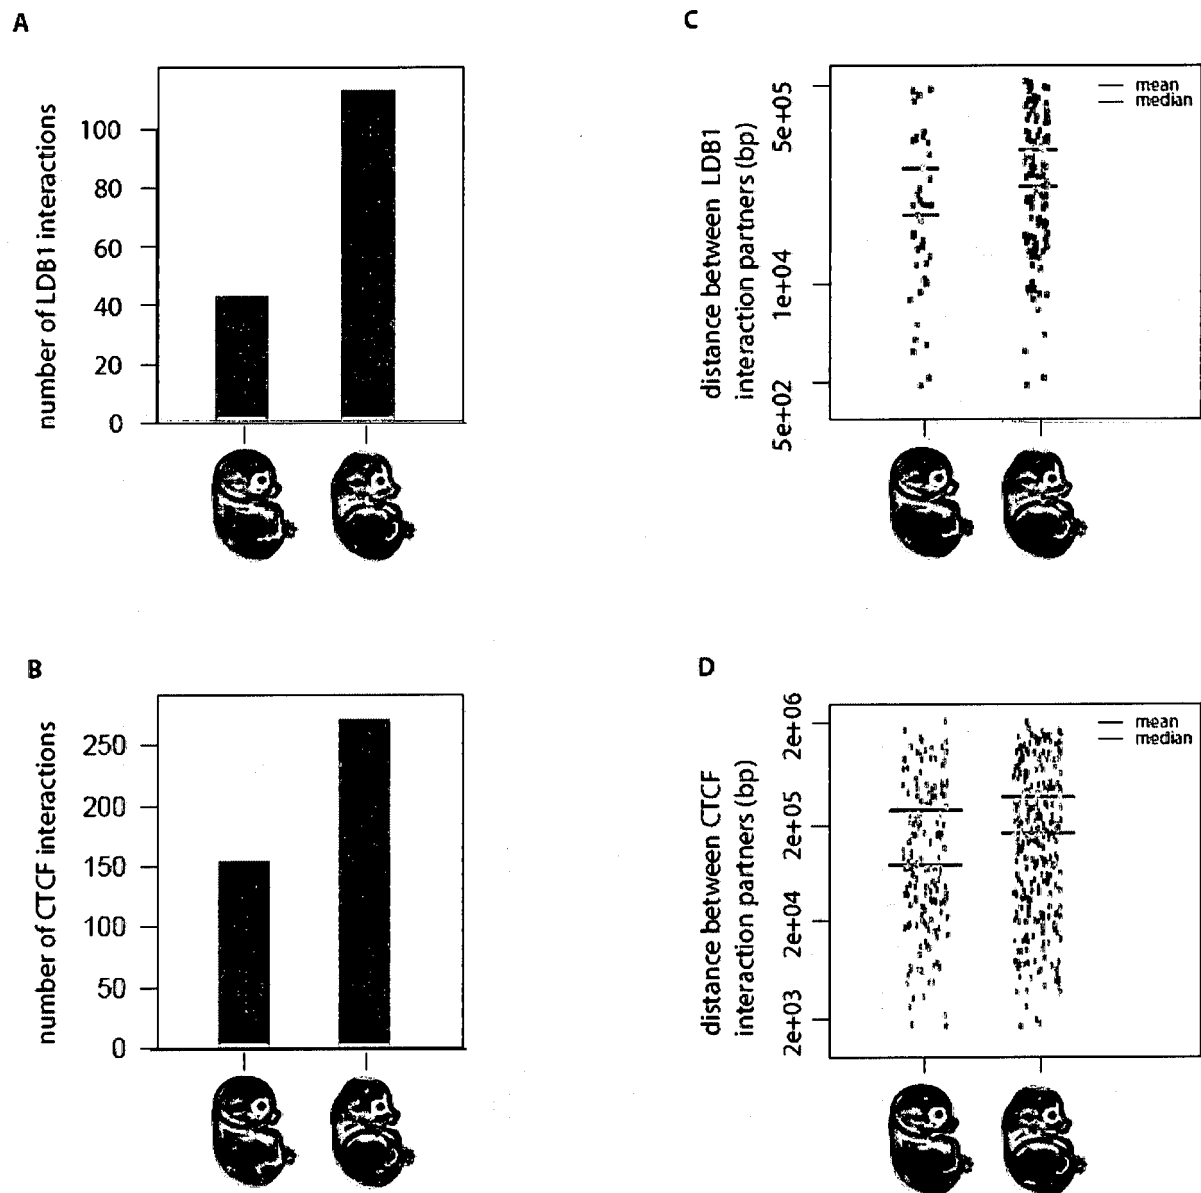 A
number of LDB1 interactions
100
80
60
40
20
0
C
distance between LDB1
interaction partners (bp)
5e+05
1e+04
5e+02
mean
median
B
number of CTCF interactions
250
200
150
100
50
0
D
distance between CTCF
interaction partners (bp)
2e+06
2e+05
2e+04
2e+03
mean
median